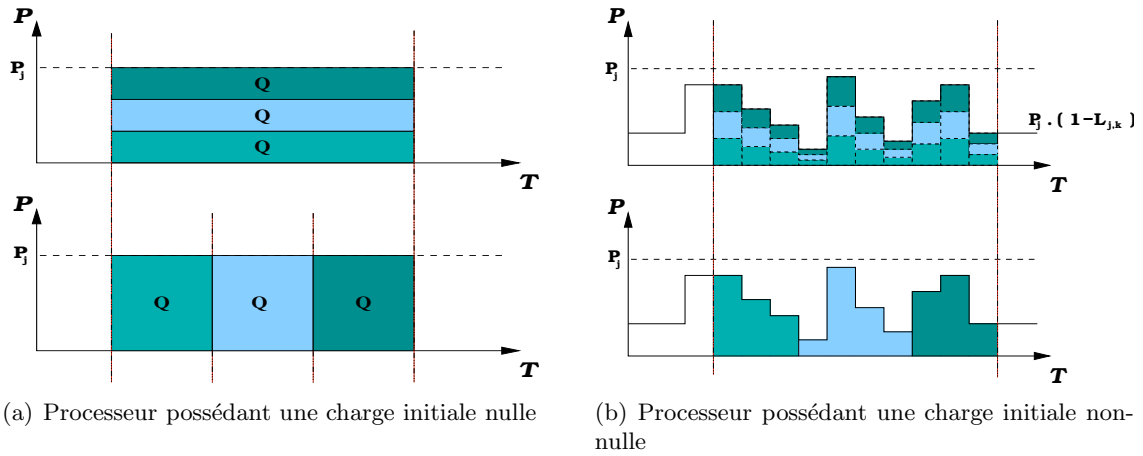 P
P_j
Q
Q
Q
T
P
P_j
Q
Q
Q
T
(a) Processeur possédant une charge initiale nulle
P
P_j
P_j . ( 1−L_{j,k} )
T
P
P_j
T
(b) Processeur possédant une charge initiale non-
nulle